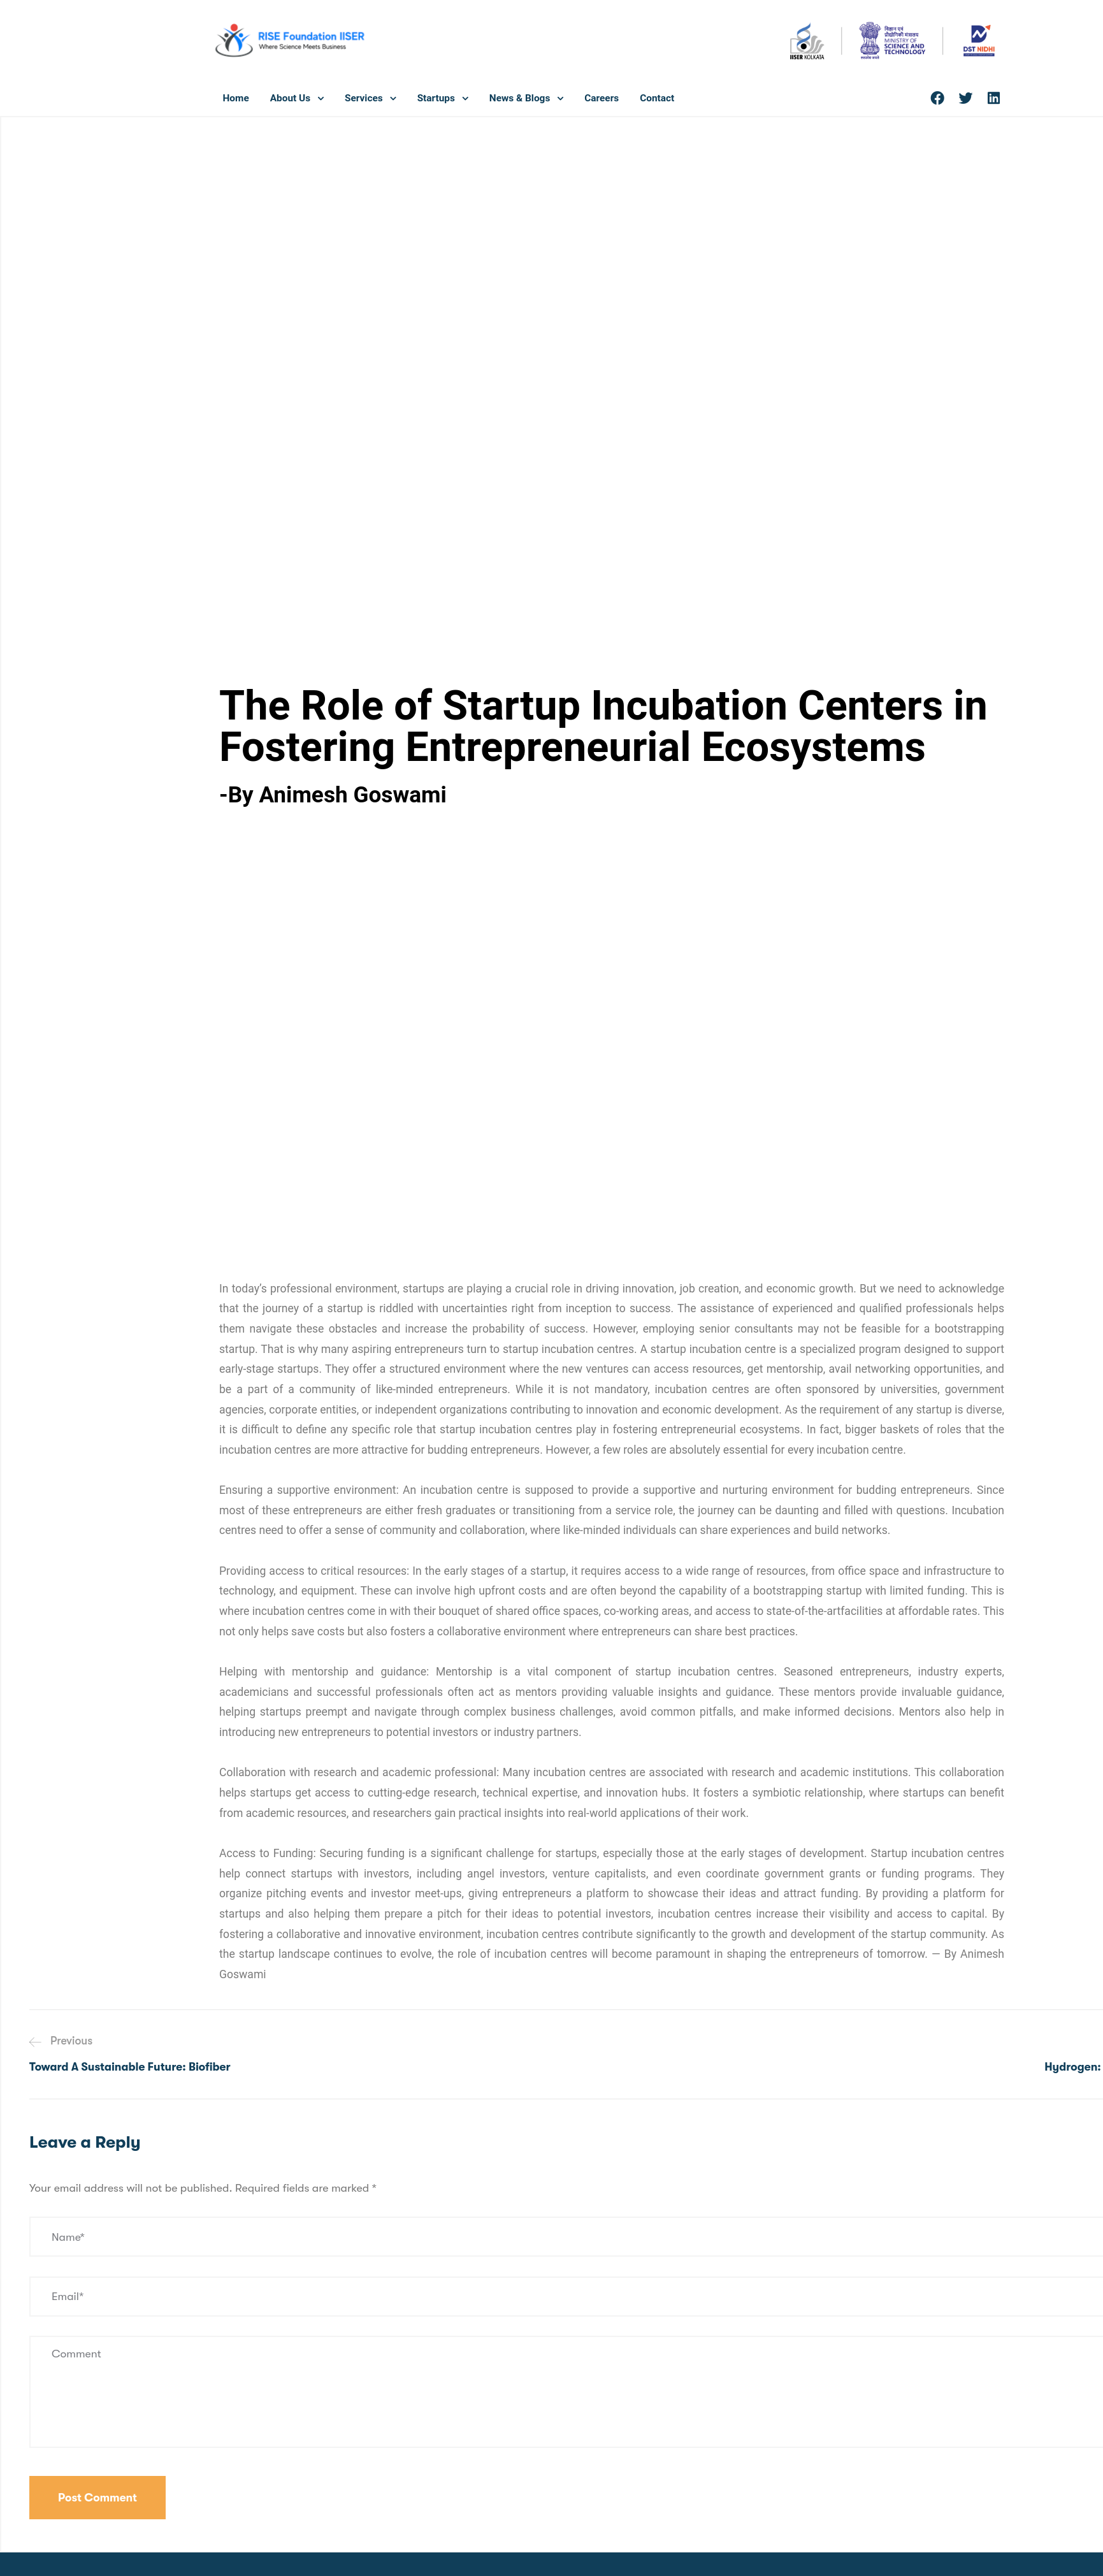 RISE Foundation IISER
Where Science Meets Business
IISER KOLKATA
विज्ञान एवं
प्रौद्योगिकी मंत्रालय
MINISTRY OF
SCIENCE AND
TECHNOLOGY
सत्यमेव जयते
DST NIDHI
Home
About Us
Services
Startups
News & Blogs
Careers
Contact
The Role of Startup Incubation Centers in
Fostering Entrepreneurial Ecosystems
-By Animesh Goswami
In today's professional environment, startups are playing a crucial role in driving innovation, job creation, and economic growth. But we need to acknowledge
that the journey of a startup is riddled with uncertainties right from inception to success. The assistance of experienced and qualified professionals helps
them navigate these obstacles and increase the probability of success. However, employing senior consultants may not be feasible for a bootstrapping
startup. That is why many aspiring entrepreneurs turn to startup incubation centres. A startup incubation centre is a specialized program designed to support
early-stage startups. They offer a structured environment where the new ventures can access resources, get mentorship, avail networking opportunities, and
be a part of a community of like-minded entrepreneurs. While it is not mandatory, incubation centres are often sponsored by universities, government
agencies, corporate entities, or independent organizations contributing to innovation and economic development. As the requirement of any startup is diverse,
it is difficult to define any specific role that startup incubation centres play in fostering entrepreneurial ecosystems. In fact, bigger baskets of roles that the
incubation centres are more attractive for budding entrepreneurs. However, a few roles are absolutely essential for every incubation centre.
Ensuring a supportive environment: An incubation centre is supposed to provide a supportive and nurturing environment for budding entrepreneurs. Since
most of these entrepreneurs are either fresh graduates or transitioning from a service role, the journey can be daunting and filled with questions. Incubation
centres need to offer a sense of community and collaboration, where like-minded individuals can share experiences and build networks.
Providing access to critical resources: In the early stages of a startup, it requires access to a wide range of resources, from office space and infrastructure to
technology, and equipment. These can involve high upfront costs and are often beyond the capability of a bootstrapping startup with limited funding. This is
where incubation centres come in with their bouquet of shared office spaces, co-working areas, and access to state-of-the-artfacilities at affordable rates. This
not only helps save costs but also fosters a collaborative environment where entrepreneurs can share best practices.
Helping with mentorship and guidance: Mentorship is a vital component of startup incubation centres. Seasoned entrepreneurs, industry experts,
academicians and successful professionals often act as mentors providing valuable insights and guidance. These mentors provide invaluable guidance,
helping startups preempt and navigate through complex business challenges, avoid common pitfalls, and make informed decisions. Mentors also help in
introducing new entrepreneurs to potential investors or industry partners.
Collaboration with research and academic professional: Many incubation centres are associated with research and academic institutions. This collaboration
helps startups get access to cutting-edge research, technical expertise, and innovation hubs. It fosters a symbiotic relationship, where startups can benefit
from academic resources, and researchers gain practical insights into real-world applications of their work.
Access to Funding: Securing funding is a significant challenge for startups, especially those at the early stages of development. Startup incubation centres
help connect startups with investors, including angel investors, venture capitalists, and even coordinate government grants or funding programs. They
organize pitching events and investor meet-ups, giving entrepreneurs a platform to showcase their ideas and attract funding. By providing a platform for
startups and also helping them prepare a pitch for their ideas to potential investors, incubation centres increase their visibility and access to capital. By
fostering a collaborative and innovative environment, incubation centres contribute significantly to the growth and development of the startup community. As
the startup landscape continues to evolve, the role of incubation centres will become paramount in shaping the entrepreneurs of tomorrow. — By Animesh
Goswami
Previous
Toward A Sustainable Future: Biofiber
Hydrogen:
Leave a Reply
Your email address will not be published. Required fields are marked *
Name*
Email*
Comment
Post Comment